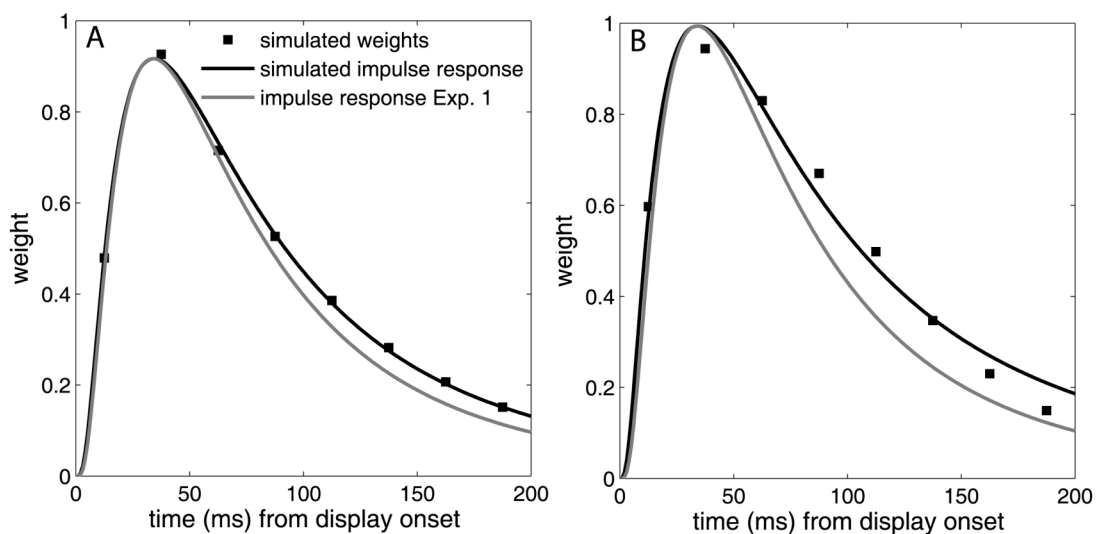 A
simulated weights
simulated impulse response
impulse response Exp. 1
1
0.8
0.6
0.4
0.2
0
weight
0 50 100 150 200
time (ms) from display onset
B
1
0.8
0.6
0.4
0.2
0
weight
0 50 100 150 200
time (ms) from display onset